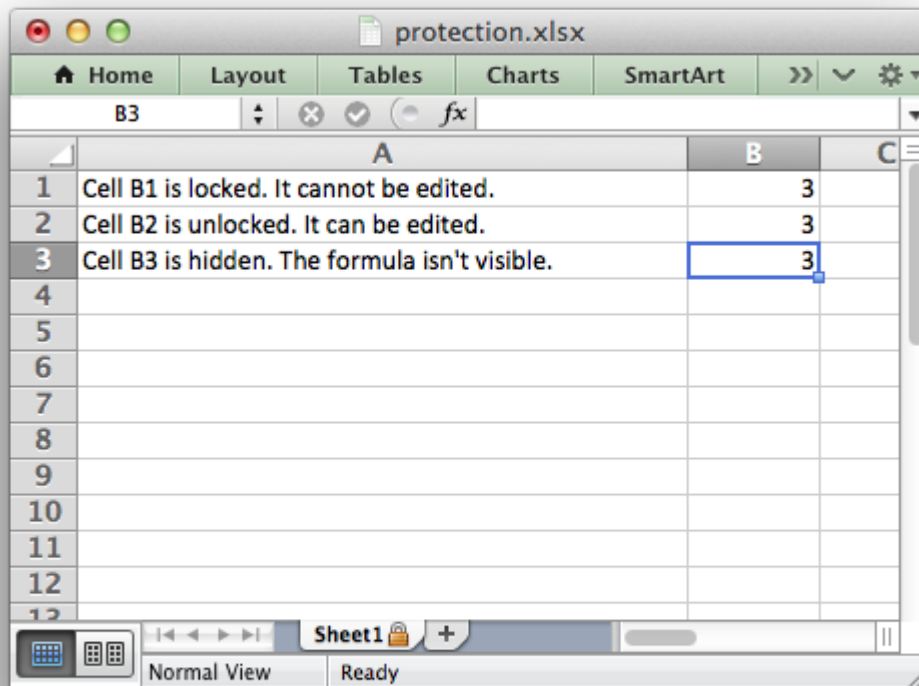 protection.xlsx
Home Layout Tables Charts SmartArt
B3 fx
A B C
1 Cell B1 is locked. It cannot be edited. 3
2 Cell B2 is unlocked. It can be edited. 3
3 Cell B3 is hidden. The formula isn't visible. 3
4
5
6
7
8
9
10
11
12
13
Sheet1 +
Normal View Ready